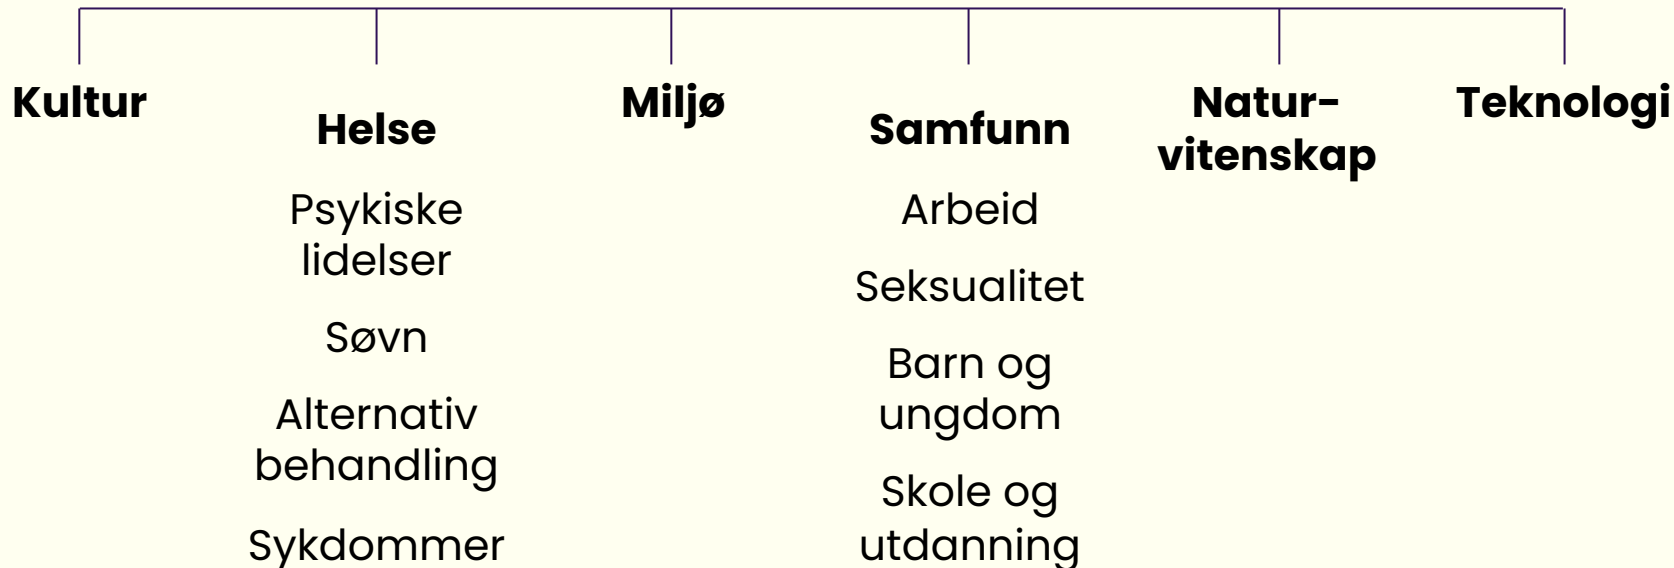 Kultur
Helse
Psykiske
lidelser
Søvn
Alternativ
behandling
Sykdommer
Miljø
Samfunn
Arbeid
Seksualitet
Barn og
ungdom
Skole og
utdanning
Natur-
vitenskap
Teknologi